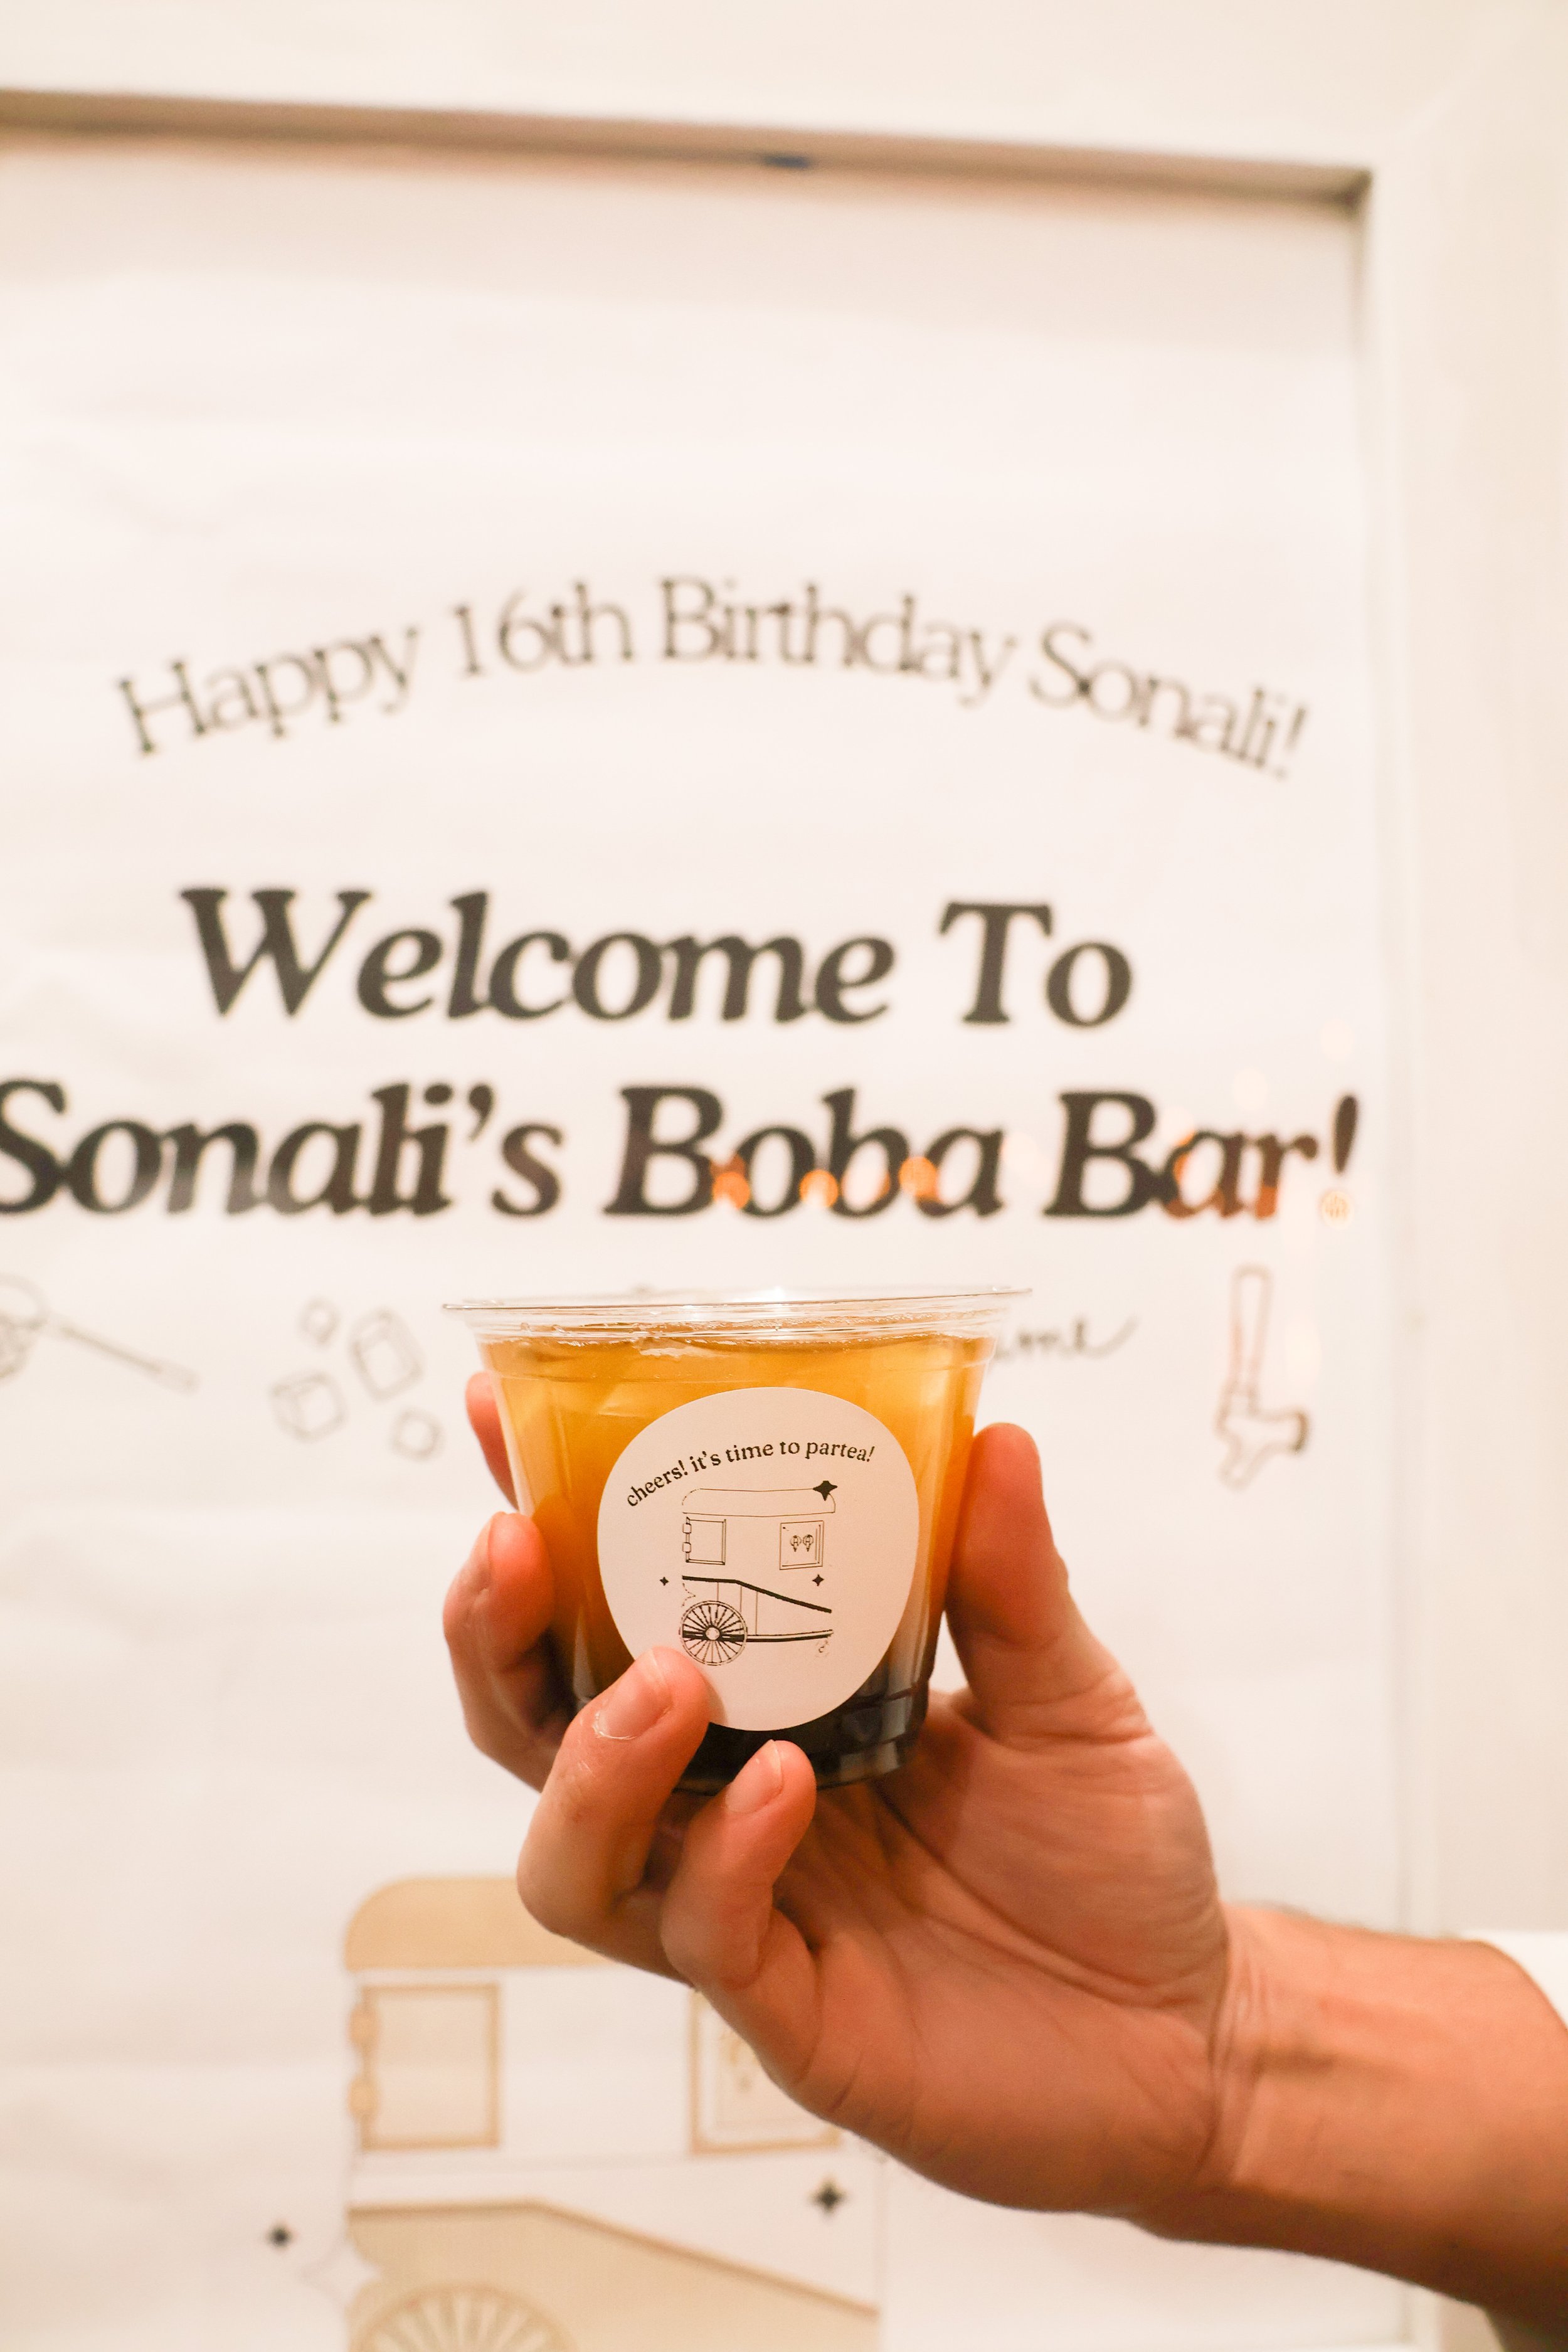 Happy 16th Birthday Sonali!
Welcome To
Sonali's Boba Bar!
cheers! it's time to partea!